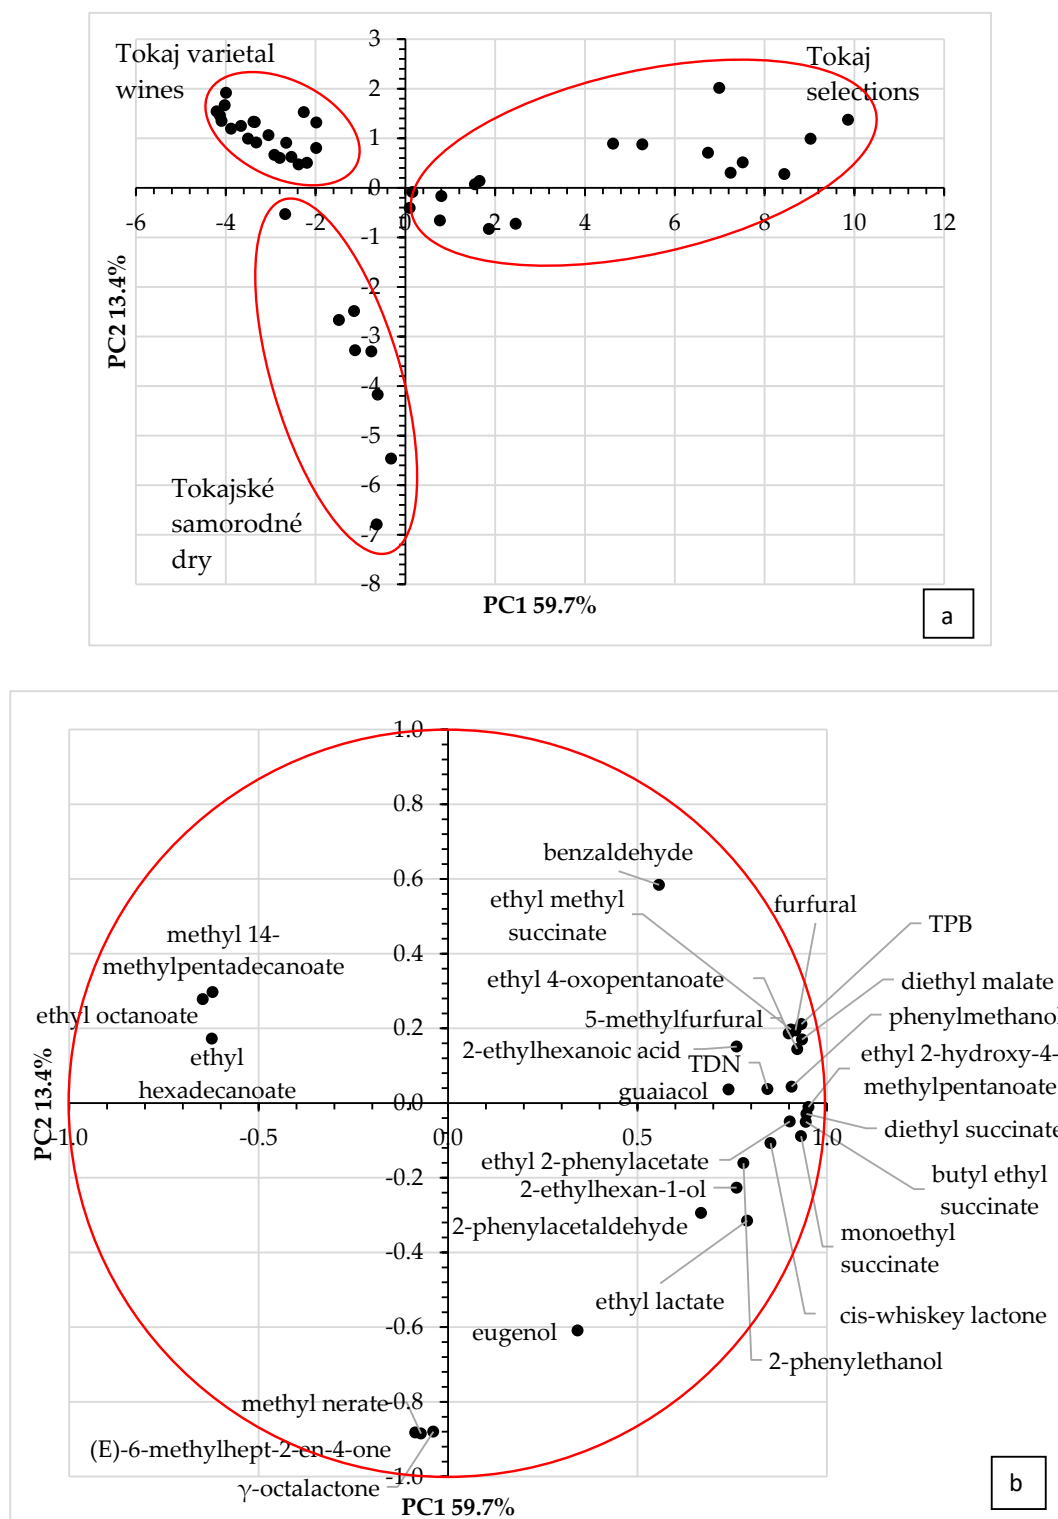 Tokaj varietal
wines
Tokaj
selections
3
2
1
0
-6
-4
-2
0
2
4
6
8
10
12
-1
-2
-3
-4
-5
-6
-7
-8
PC2 13.4%
Tokajské
samorodné
dry
PC1 59.7%
a
1.0
0.8
benzaldehyde
0.6
ethyl methyl
succinate
furfural
TPB
methyl 14-
methylpentadecanoate
0.4
ethyl 4-oxopentanoate
diethyl malate
ethyl octanoate
0.2
5-methylfurfural
phenylmethanol
2-ethylhexanoic acid
TDN
ethyl 2-hydroxy-4-
methylpentanoate
ethyl
hexadecanoate
guaiacol
0.0
-1.0
-0.5
0.0
0.5
1.0
PC2 13.4%
diethyl succinate
ethyl 2-phenylacetate
-0.2
2-ethylhexan-1-ol
butyl ethyl
succinate
2-phenylacetaldehyde
monoethyl
succinate
-0.4
ethyl lactate
cis-whiskey lactone
-0.6
eugenol
2-phenylethanol
methyl nerate
-0.8
(E)-6-methylhept-2-en-4-one
-1.0
γ-octalactone
PC1 59.7%
b